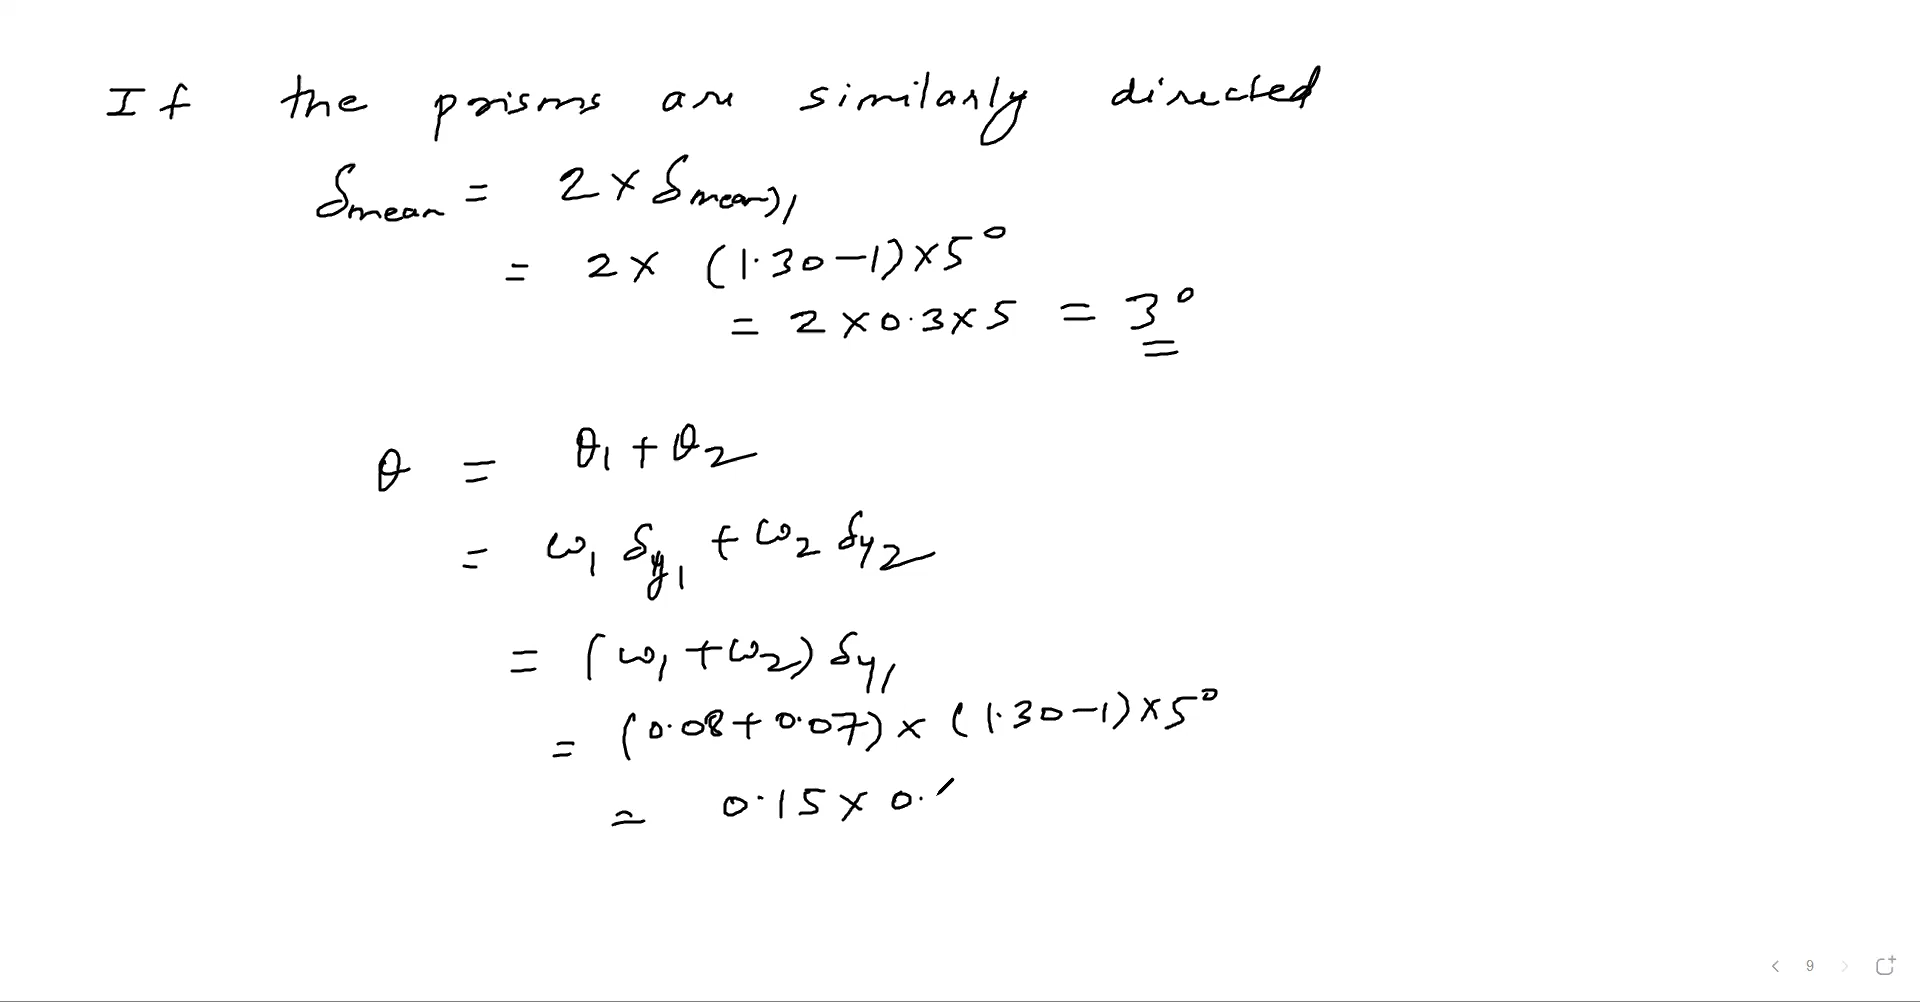 If the prisms are similarly directed
δmean = 2 × δmean,1
= 2 × (1.30−1)×5°
= 2 ×0.3×5 = 3°
θ = θ1 + θ2
= ω1 δy1 + ω2 δy2
= (ω1 + ω2) δy1
= (0.08 + 0.07) × (1.30−1) × 5°
= 0.15 × 0.
< 9 >